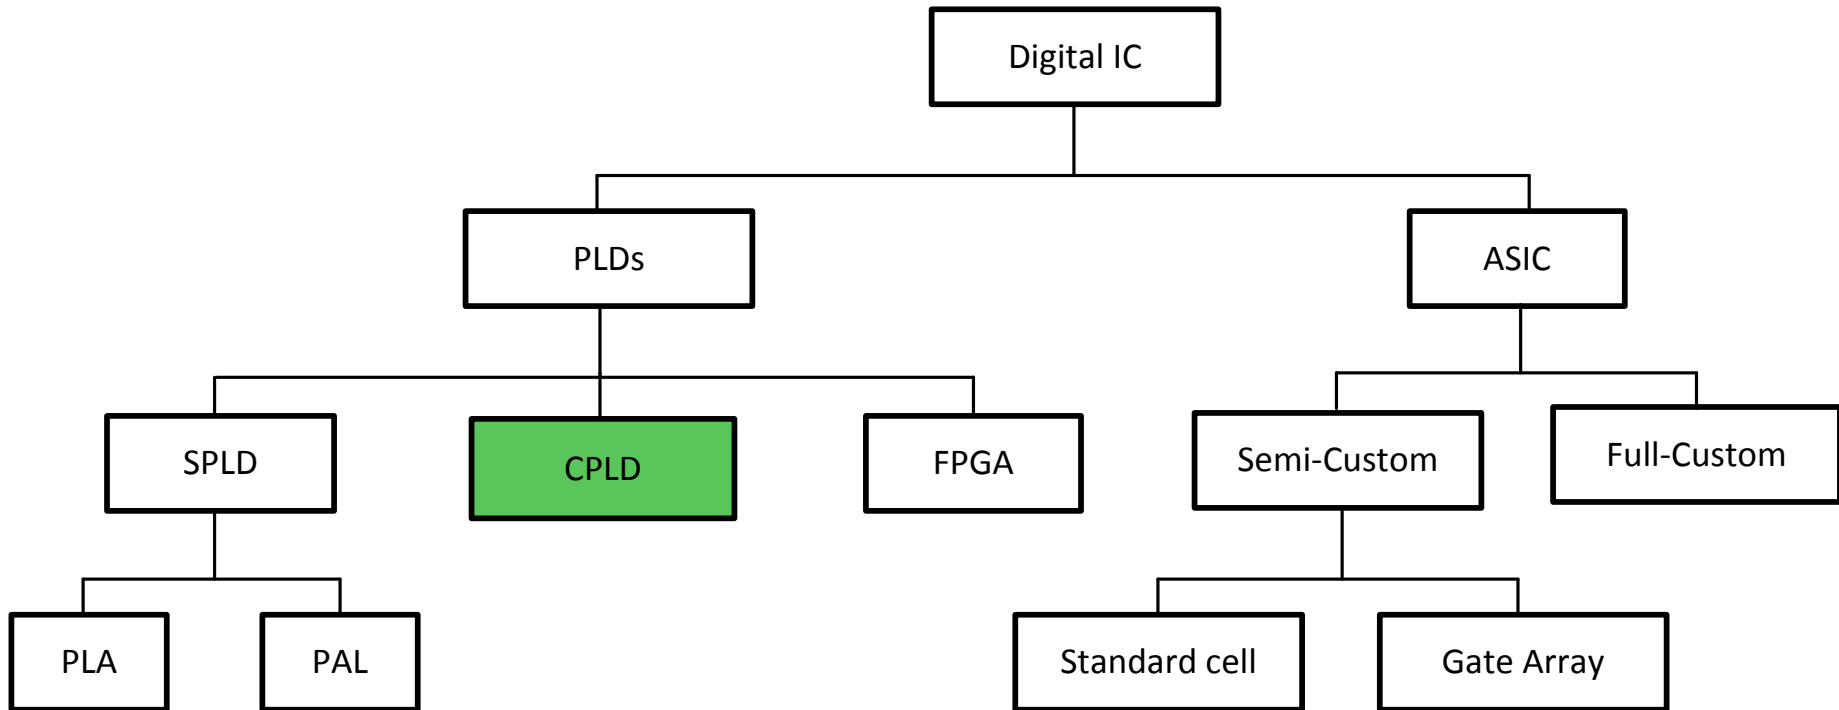 Digital IC
PLDs
ASIC
SPLD
CPLD
FPGA
Semi-Custom
Full-Custom
PLA
PAL
Standard cell
Gate Array